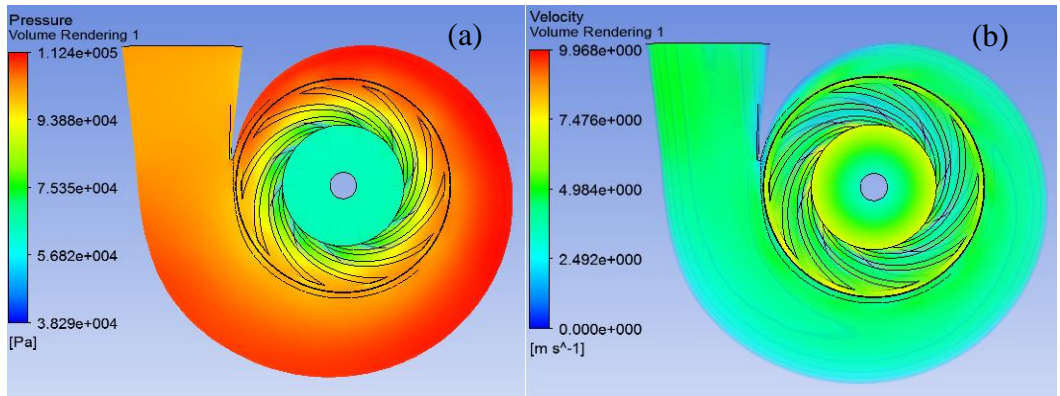 Pressure
Volume Rendering 1
(a)
1.124e+005
9.388e+004
7.535e+004
5.682e+004
3.829e+004
[Pa]
Velocity
Volume Rendering 1
(b)
9.968e+000
7.476e+000
4.984e+000
2.492e+000
0.000e+000
[m s^-1]